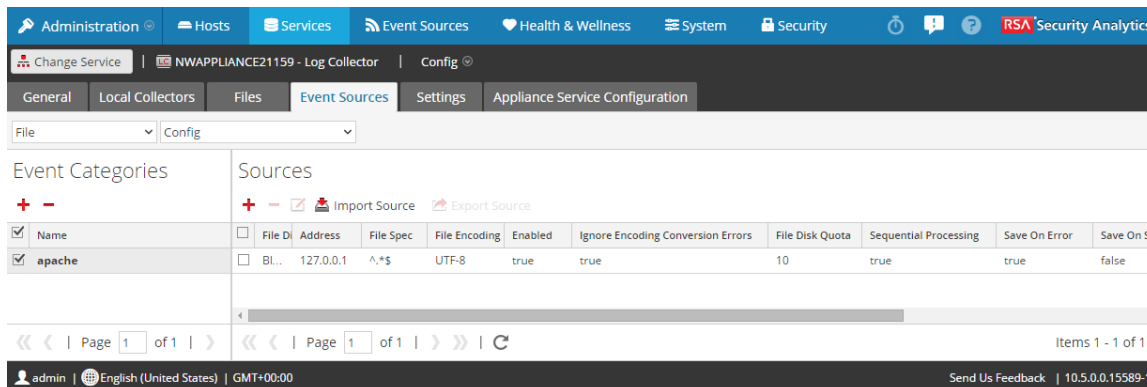 Administration Hosts Services Event Sources Health & Wellness System Security RSA Security Analytics
Change Service | LC NWAPPLIANCE21159 - Log Collector | Config
General Local Collectors Files Event Sources Settings Appliance Service Configuration
File Config
Event Categories Sources
Import Source Export Source
Name File Di Address File Spec File Encoding Enabled Ignore Encoding Conversion Errors File Disk Quota Sequential Processing Save On Error Save On S
apache Bl... 127.0.0.1 ^.*$ UTF-8 true true 10 true true false
Page 1 of 1 | Page 1 of 1 | Items 1 - 1 of 1
admin | English (United States) | GMT+00:00 Send Us Feedback | 10.5.0.0.15589-